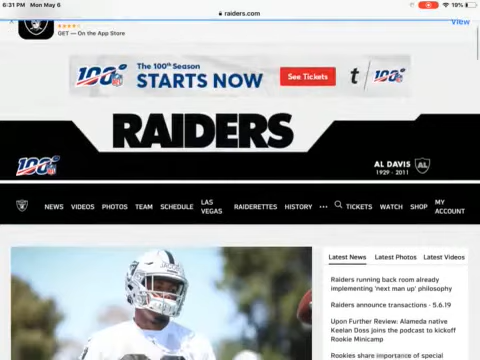 6:31 PM Mon May 6
raiders.com
19%
GET — On the App Store
View
100 NFL
The 100th Season
STARTS NOW
See Tickets
t
100 NFL
RAIDERS
100 NFL
AL DAVIS
1929 - 2011
NEWS VIDEOS PHOTOS TEAM SCHEDULE LAS VEGAS RAIDERETTES HISTORY ••• TICKETS WATCH SHOP MY ACCOUNT
Latest News Latest Photos Latest Videos
Raiders running back room already
implementing 'next man up' philosophy
Raiders announce transactions - 5.6.19
Upon Further Review: Alameda native
Keelan Doss joins the podcast to kickoff
Rookie Minicamp
Rookies share importance of special